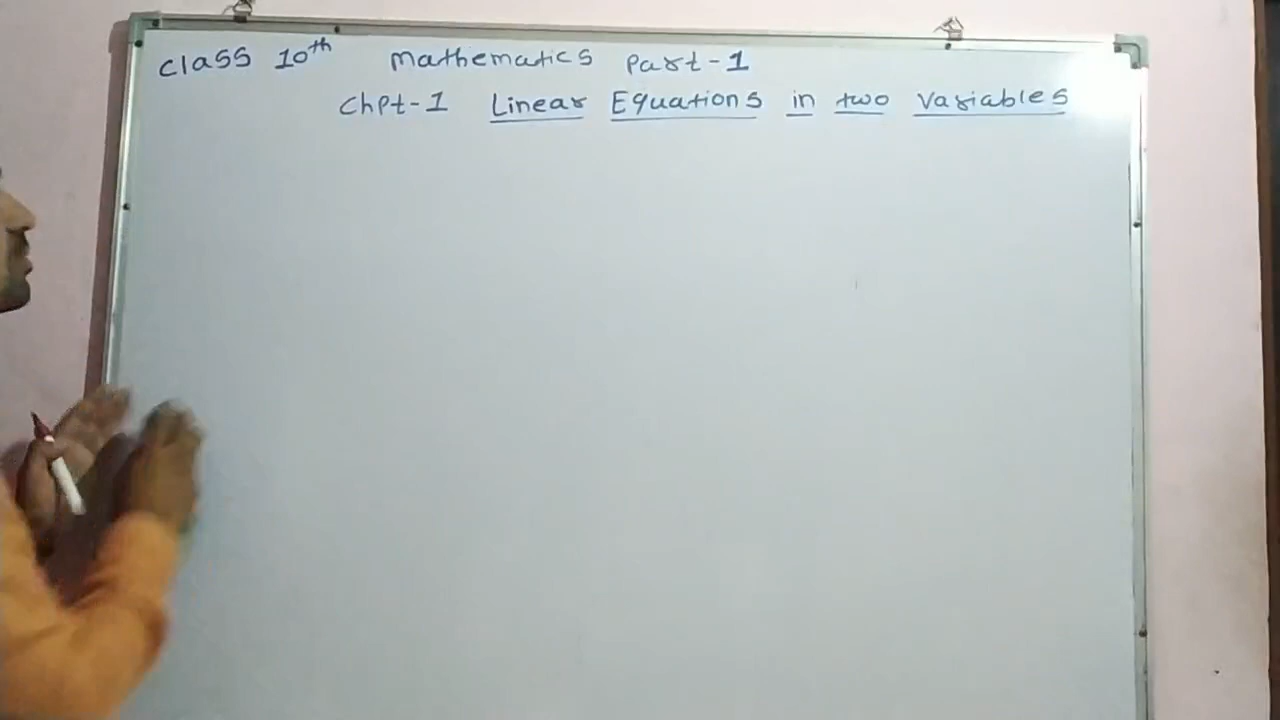 class 10th Mathematics Part-1
Chpt-1 Linear Equations in two Variables